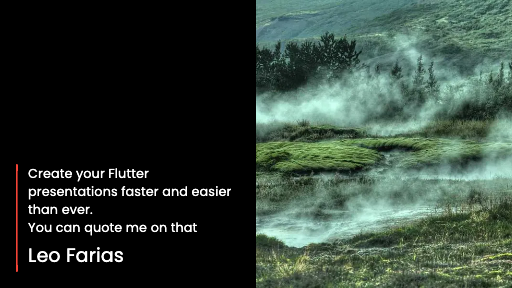 Create your Flutter
presentations faster and easier
than ever.
You can quote me on that
Leo Farias